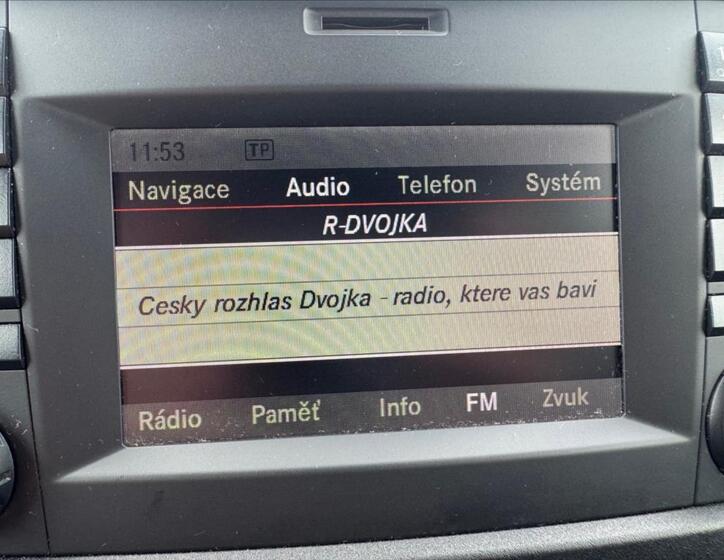 11:53 TP
Navigace Audio Telefon Systém
R-DVOJKA
Cesky rozhlas Dvojka - radio, ktere vas bavi
Rádio Paměť Info FM Zvuk